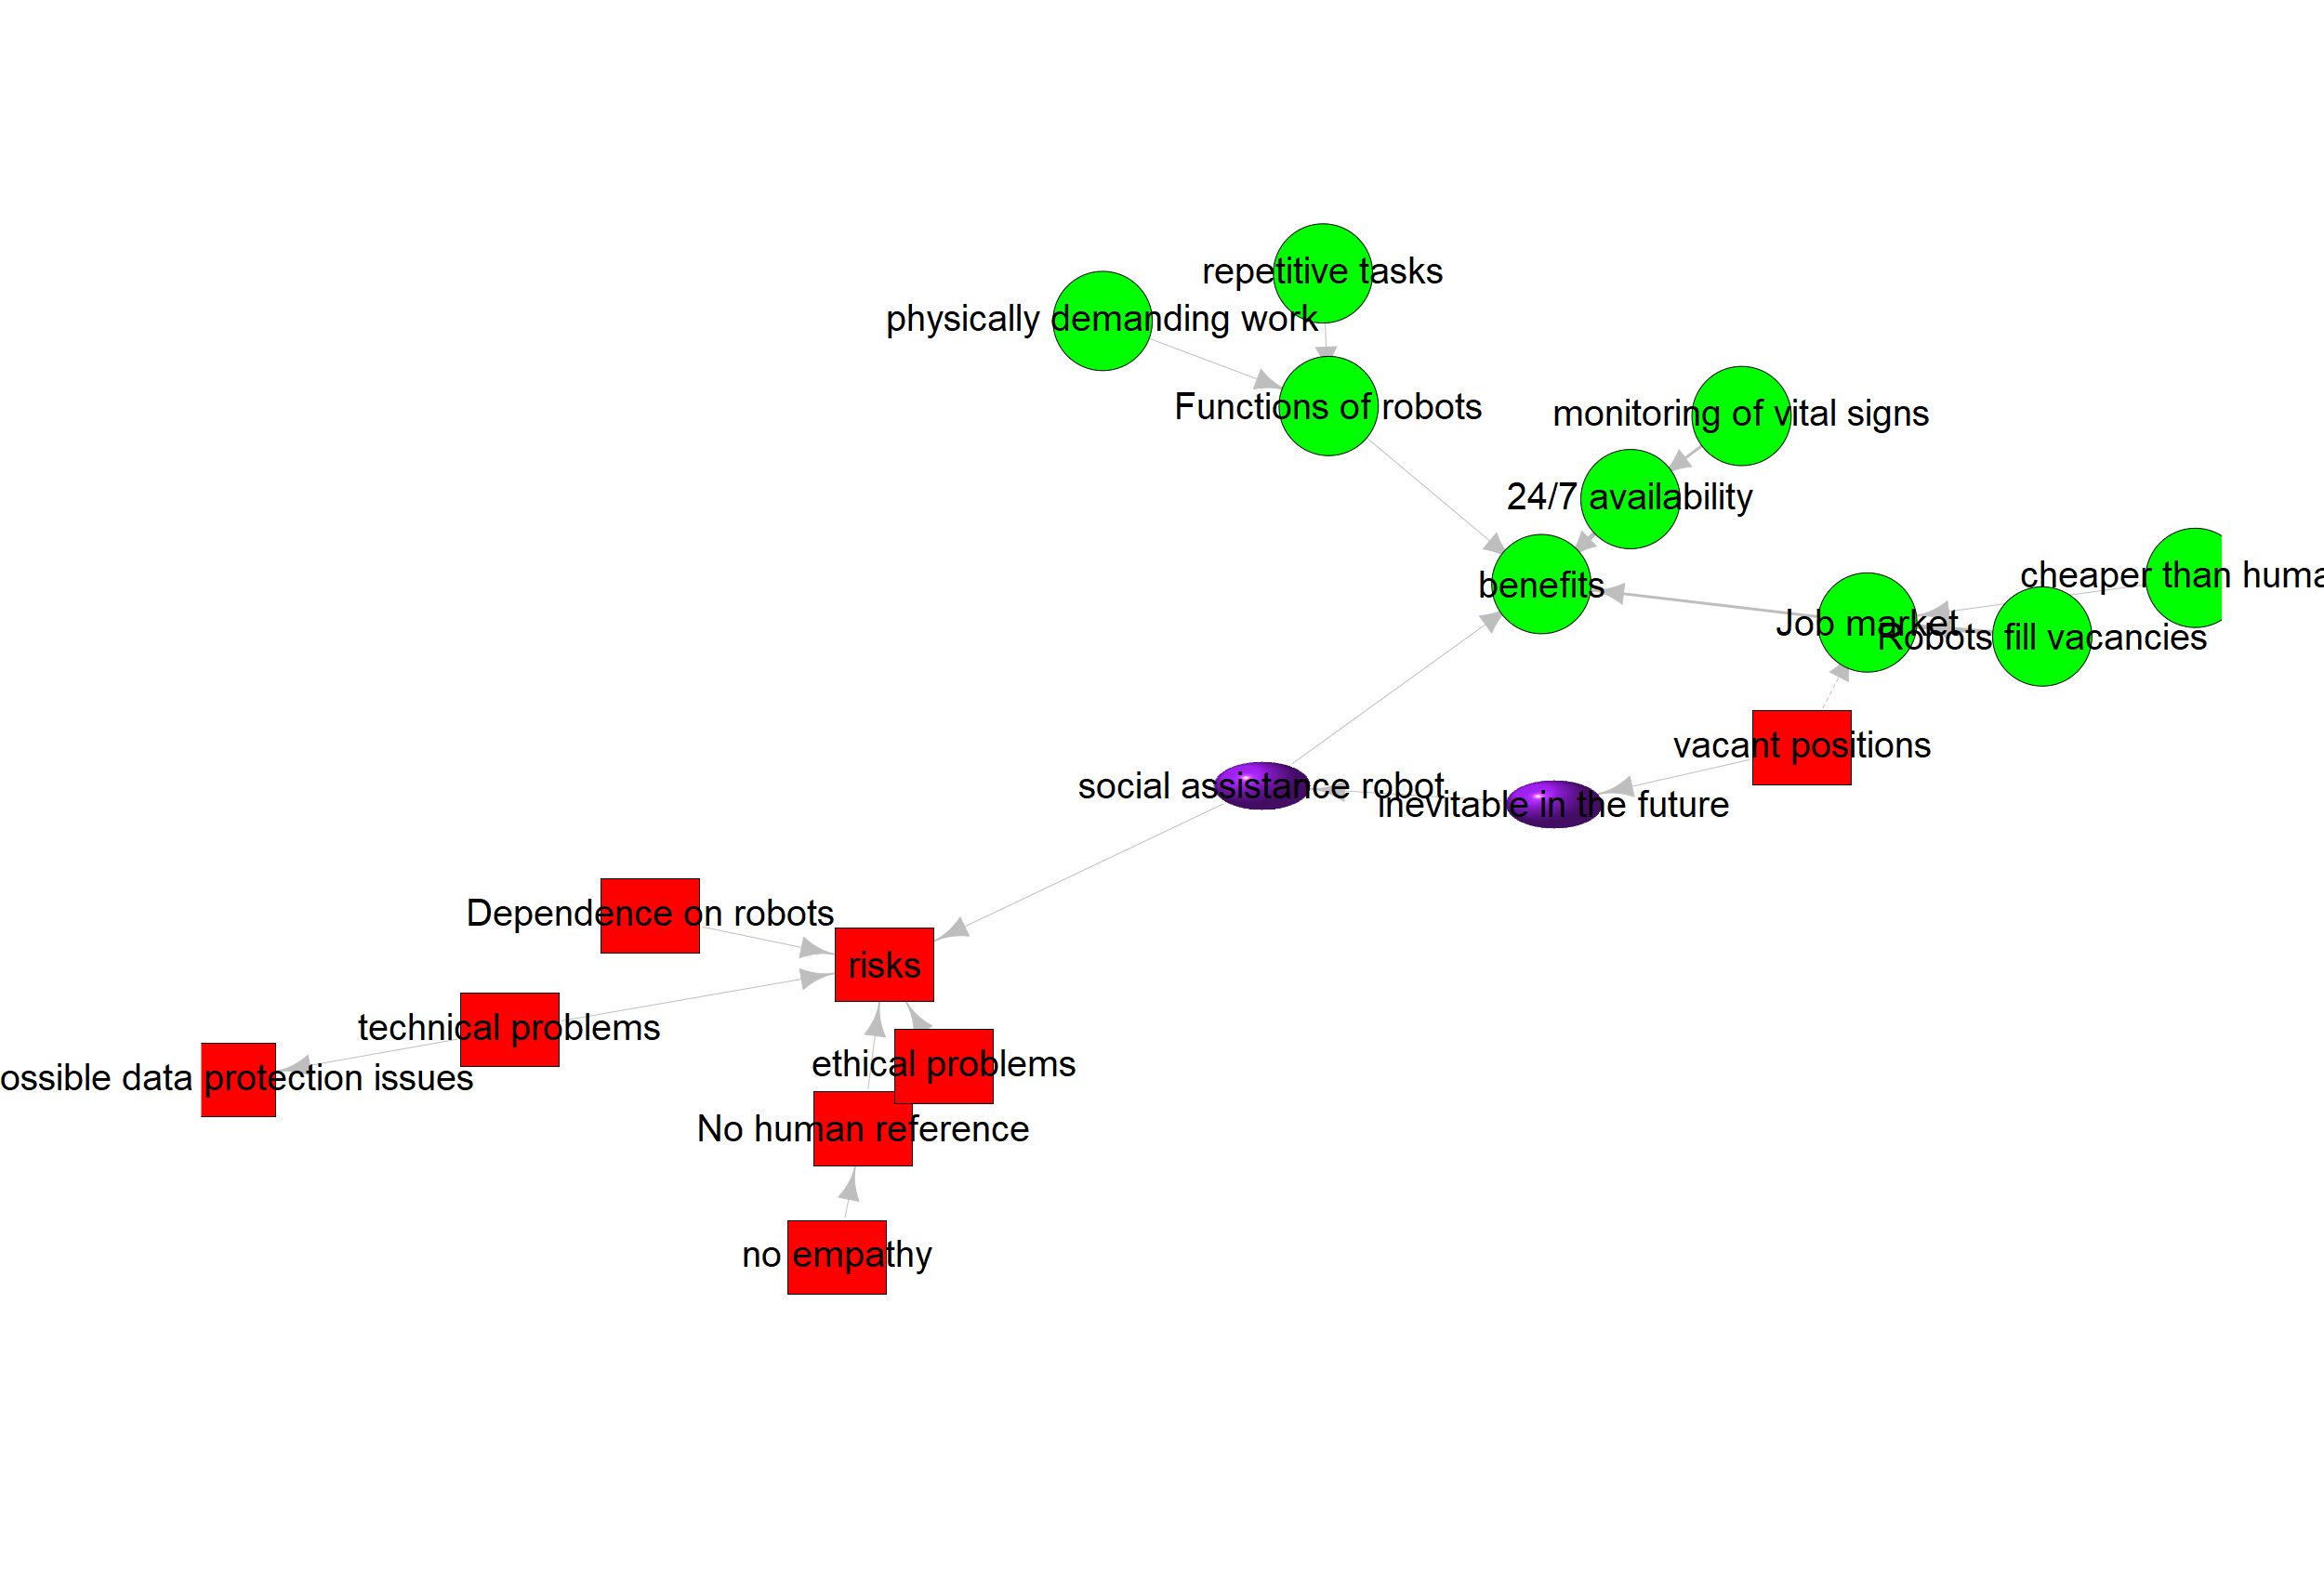 repetitive tasks
physically demanding work
Functions of robots
monitoring of vital signs
24/7 availability
benefits
cheaper than huma
Job market
Robots fill vacancies
vacant positions
social assistance robot
inevitable in the future
Dependence on robots
risks
technical problems
ethical problems
ossible data protection issues
No human reference
no empathy